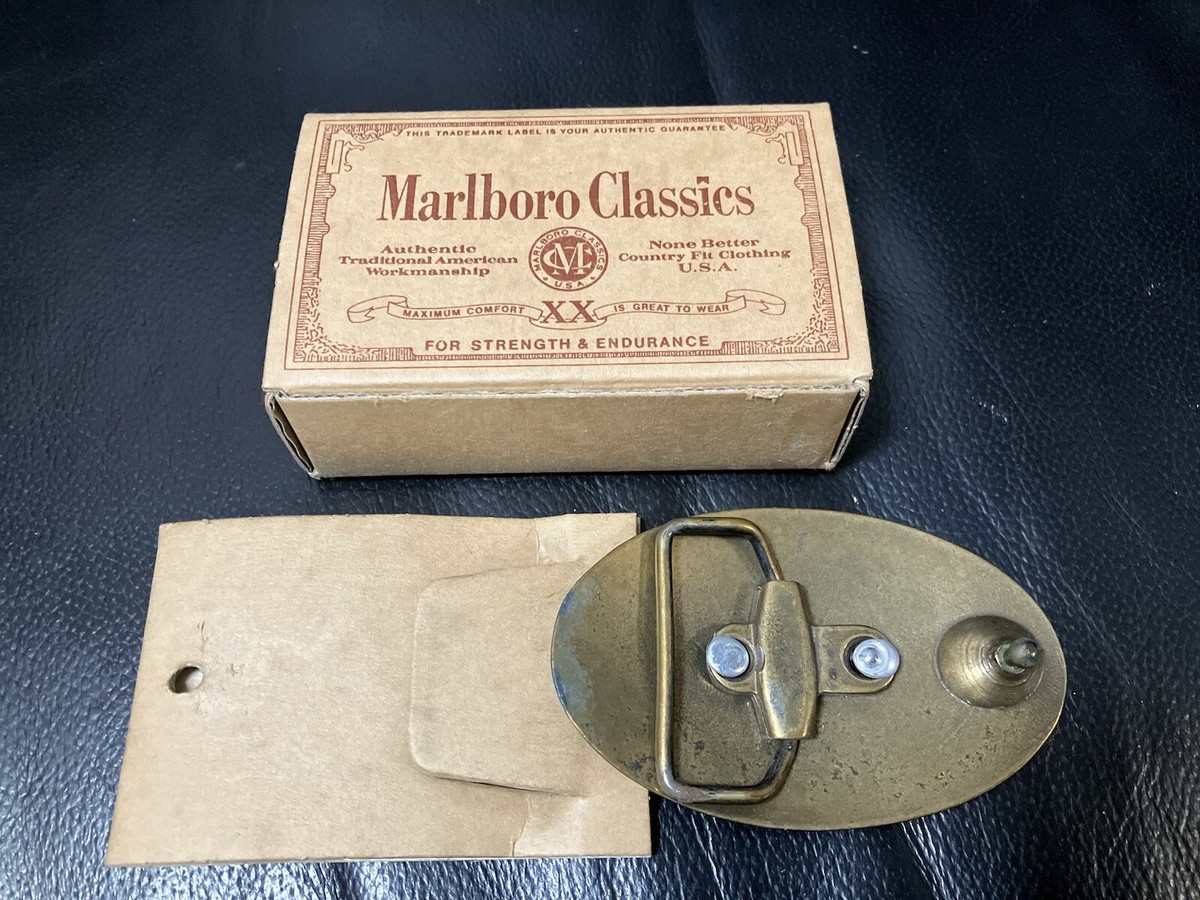 THIS TRADEMARK LABEL IS YOUR AUTHENTIC GUARANTEE
Marlboro Classics
Authentic
Traditional American
Workmanship
MARLBORO CLASSICS
MC
U.S.A.
None Better
Country Fit Clothing
U.S.A.
MAXIMUM COMFORT XX IS GREAT TO WEAR
FOR STRENGTH & ENDURANCE